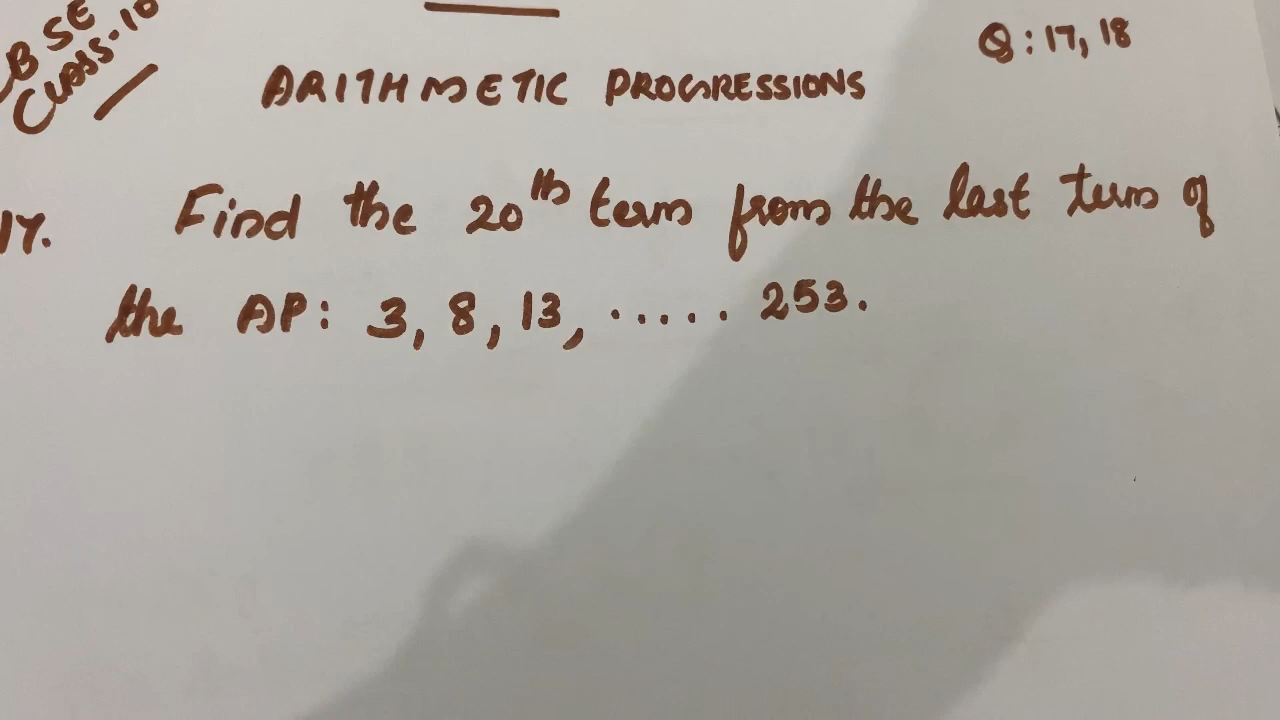 CBSE
CLASS-10
Q : 17, 18
ARITHMETIC PROGRESSIONS
17. Find the 20th term from the last term of
the AP: 3, 8, 13, ..... 253.